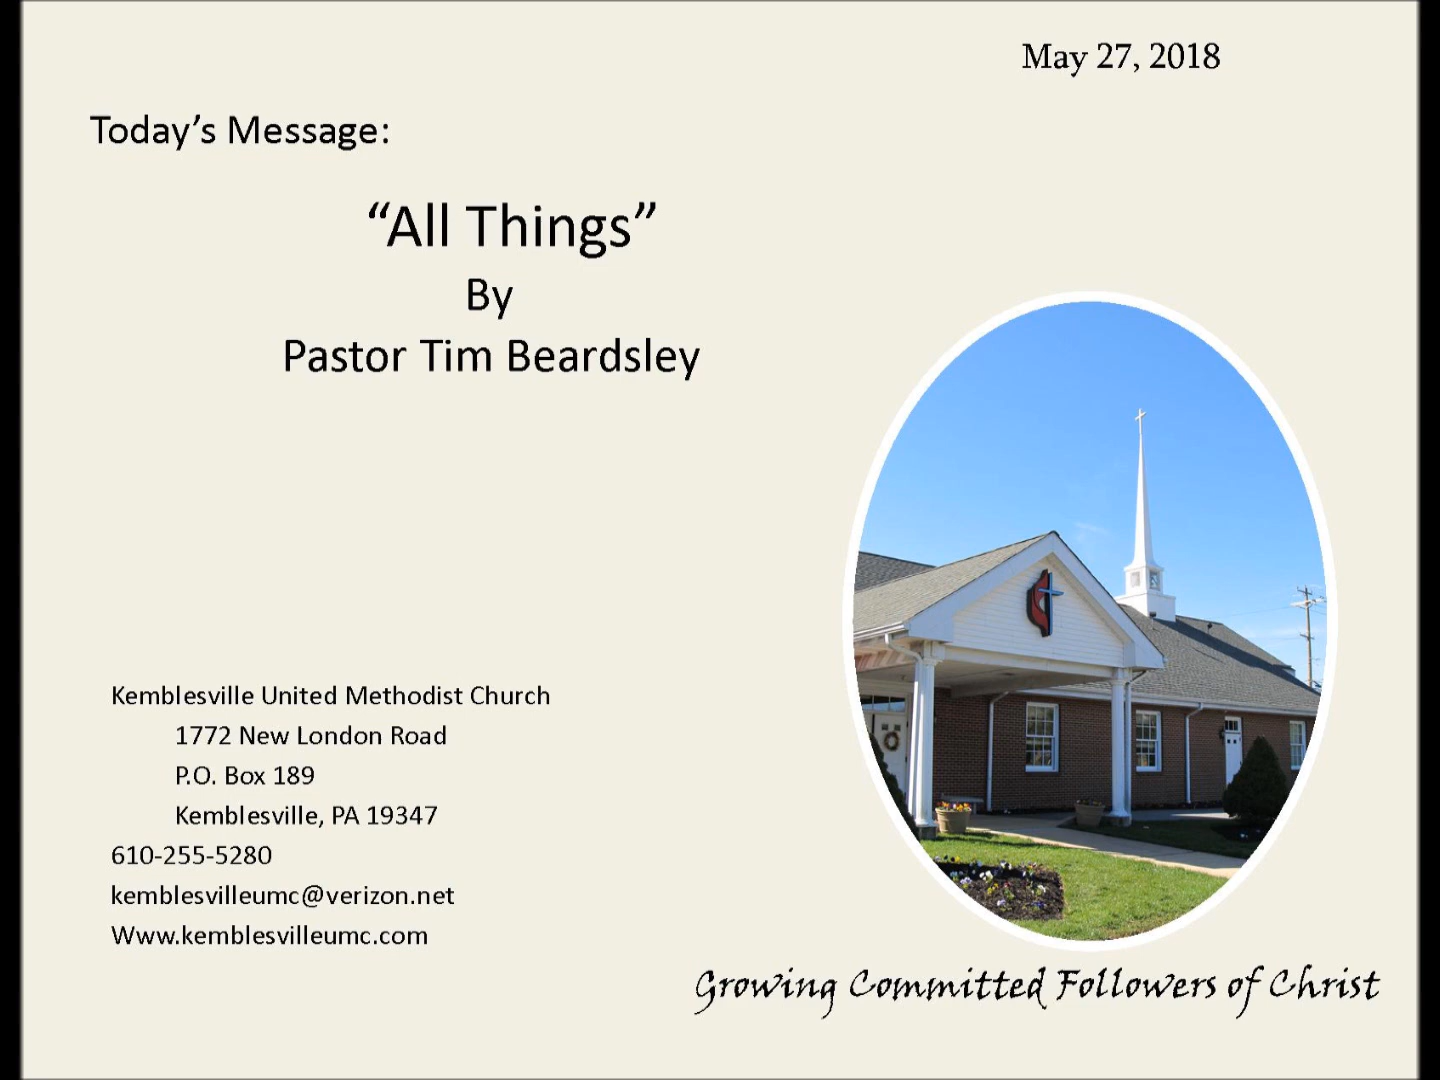 May 27, 2018
Today’s Message:
“All Things”
By
Pastor Tim Beardsley
Kemblesville United Methodist Church
1772 New London Road
P.O. Box 189
Kemblesville, PA 19347
610-255-5280
kemblesvilleumc@verizon.net
Www.kemblesvilleumc.com
Growing Committed Followers of Christ